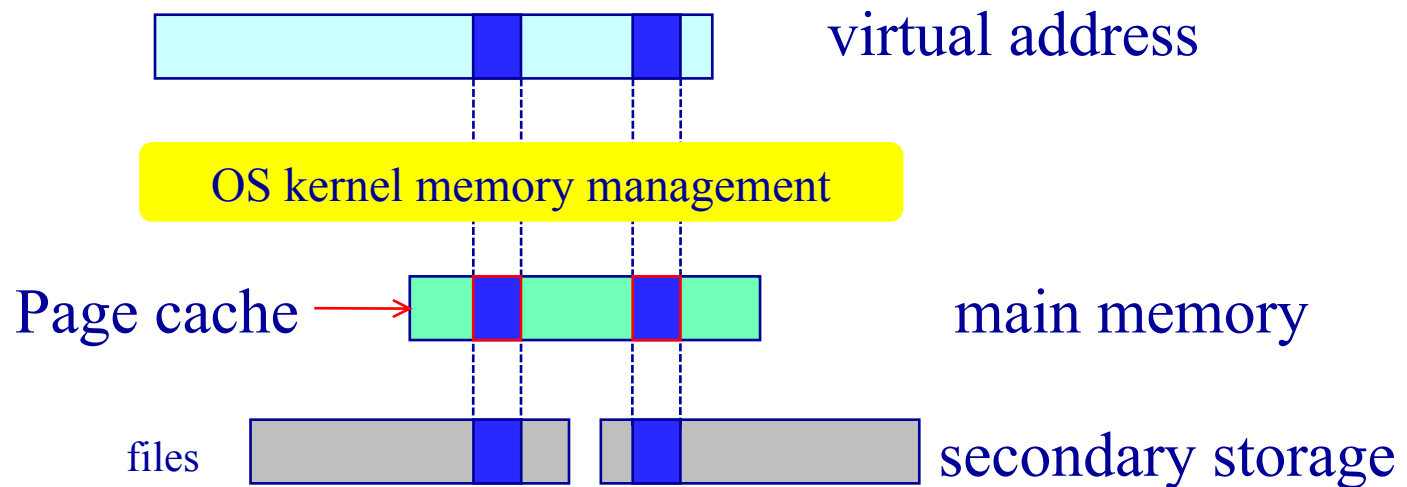 virtual address
OS kernel memory management
Page cache
main memory
files
secondary storage